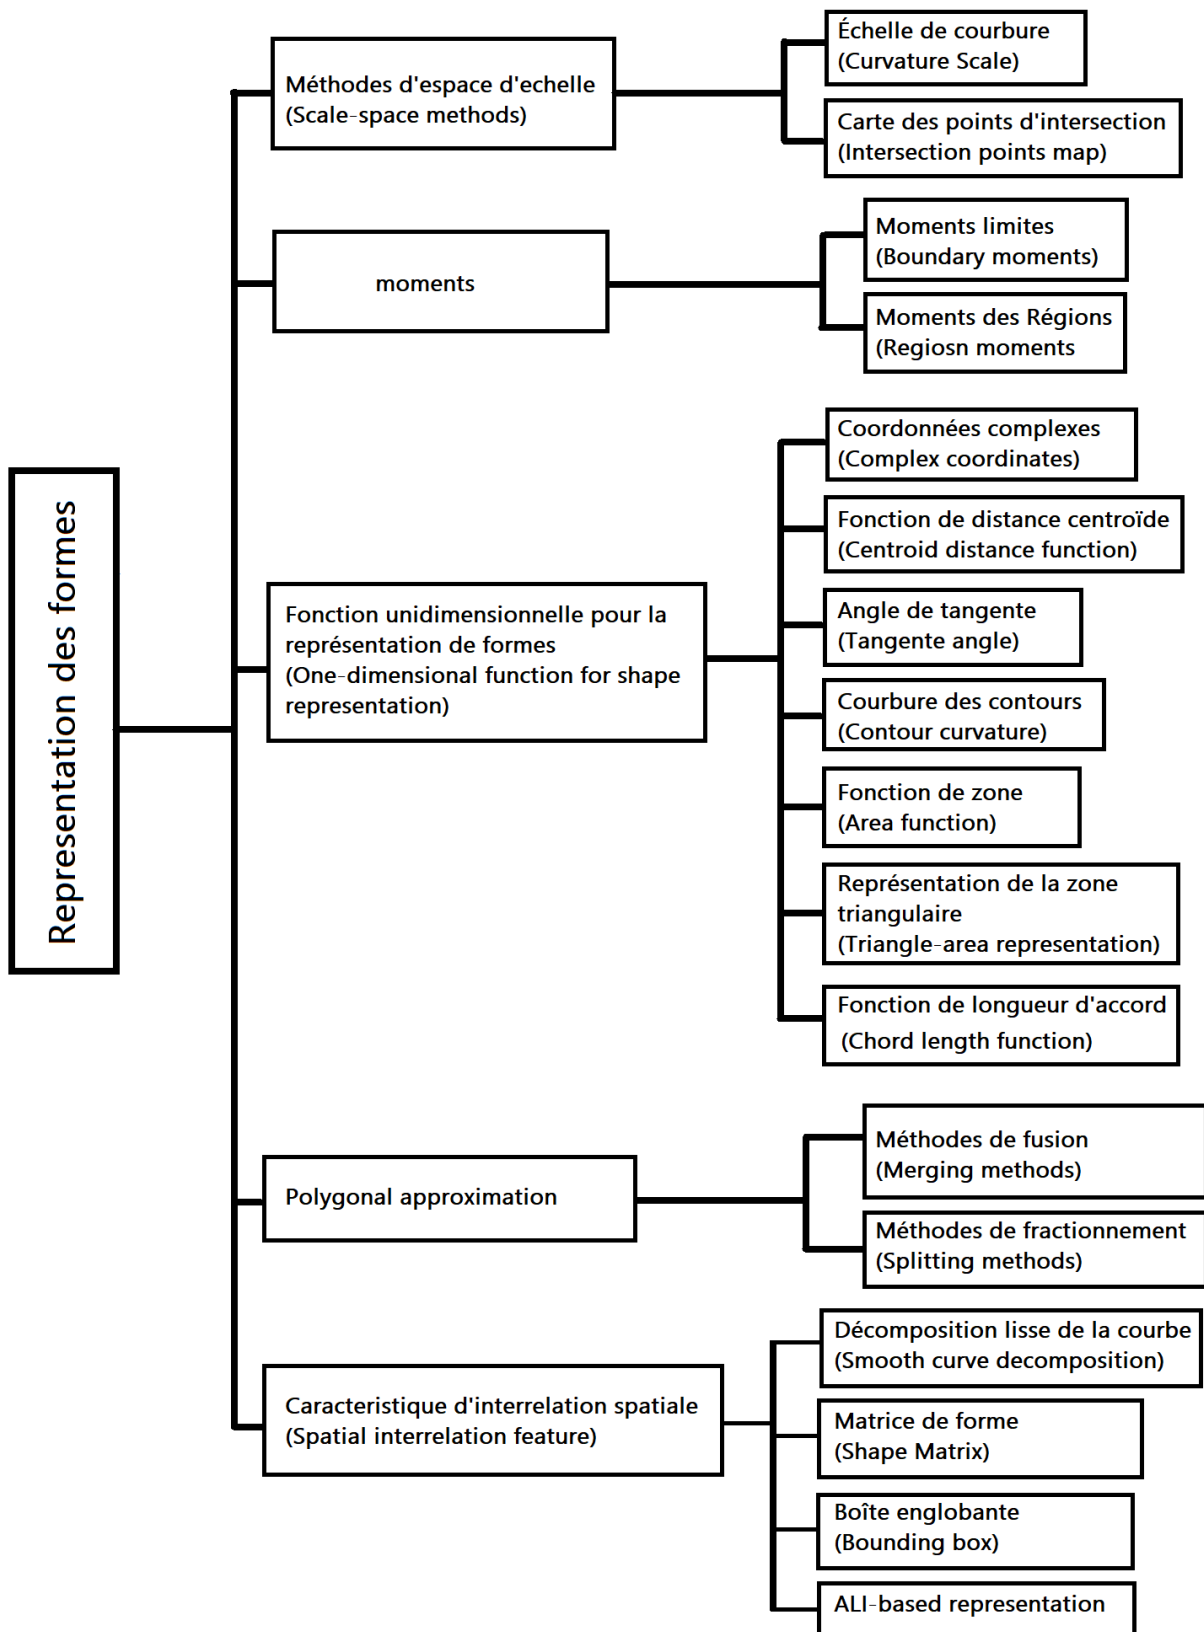 Representation des formes
Méthodes d'espace d'echelle
(Scale-space methods)
Échelle de courbure
(Curvature Scale)
Carte des points d'intersection
(Intersection points map)
moments
Moments limites
(Boundary moments)
Moments des Régions
(Regiosn moments
Fonction unidimensionnelle pour la
représentation de formes
(One-dimensional function for shape
representation)
Coordonnées complexes
(Complex coordinates)
Fonction de distance centroïde
(Centroid distance function)
Angle de tangente
(Tangente angle)
Courbure des contours
(Contour curvature)
Fonction de zone
(Area function)
Représentation de la zone
triangulaire
(Triangle-area representation)
Fonction de longueur d'accord
(Chord length function)
Polygonal approximation
Méthodes de fusion
(Merging methods)
Méthodes de fractionnement
(Splitting methods)
Caracteristique d'interrelation spatiale
(Spatial interrelation feature)
Décomposition lisse de la courbe
(Smooth curve decomposition)
Matrice de forme
(Shape Matrix)
Boîte englobante
(Bounding box)
ALI-based representation